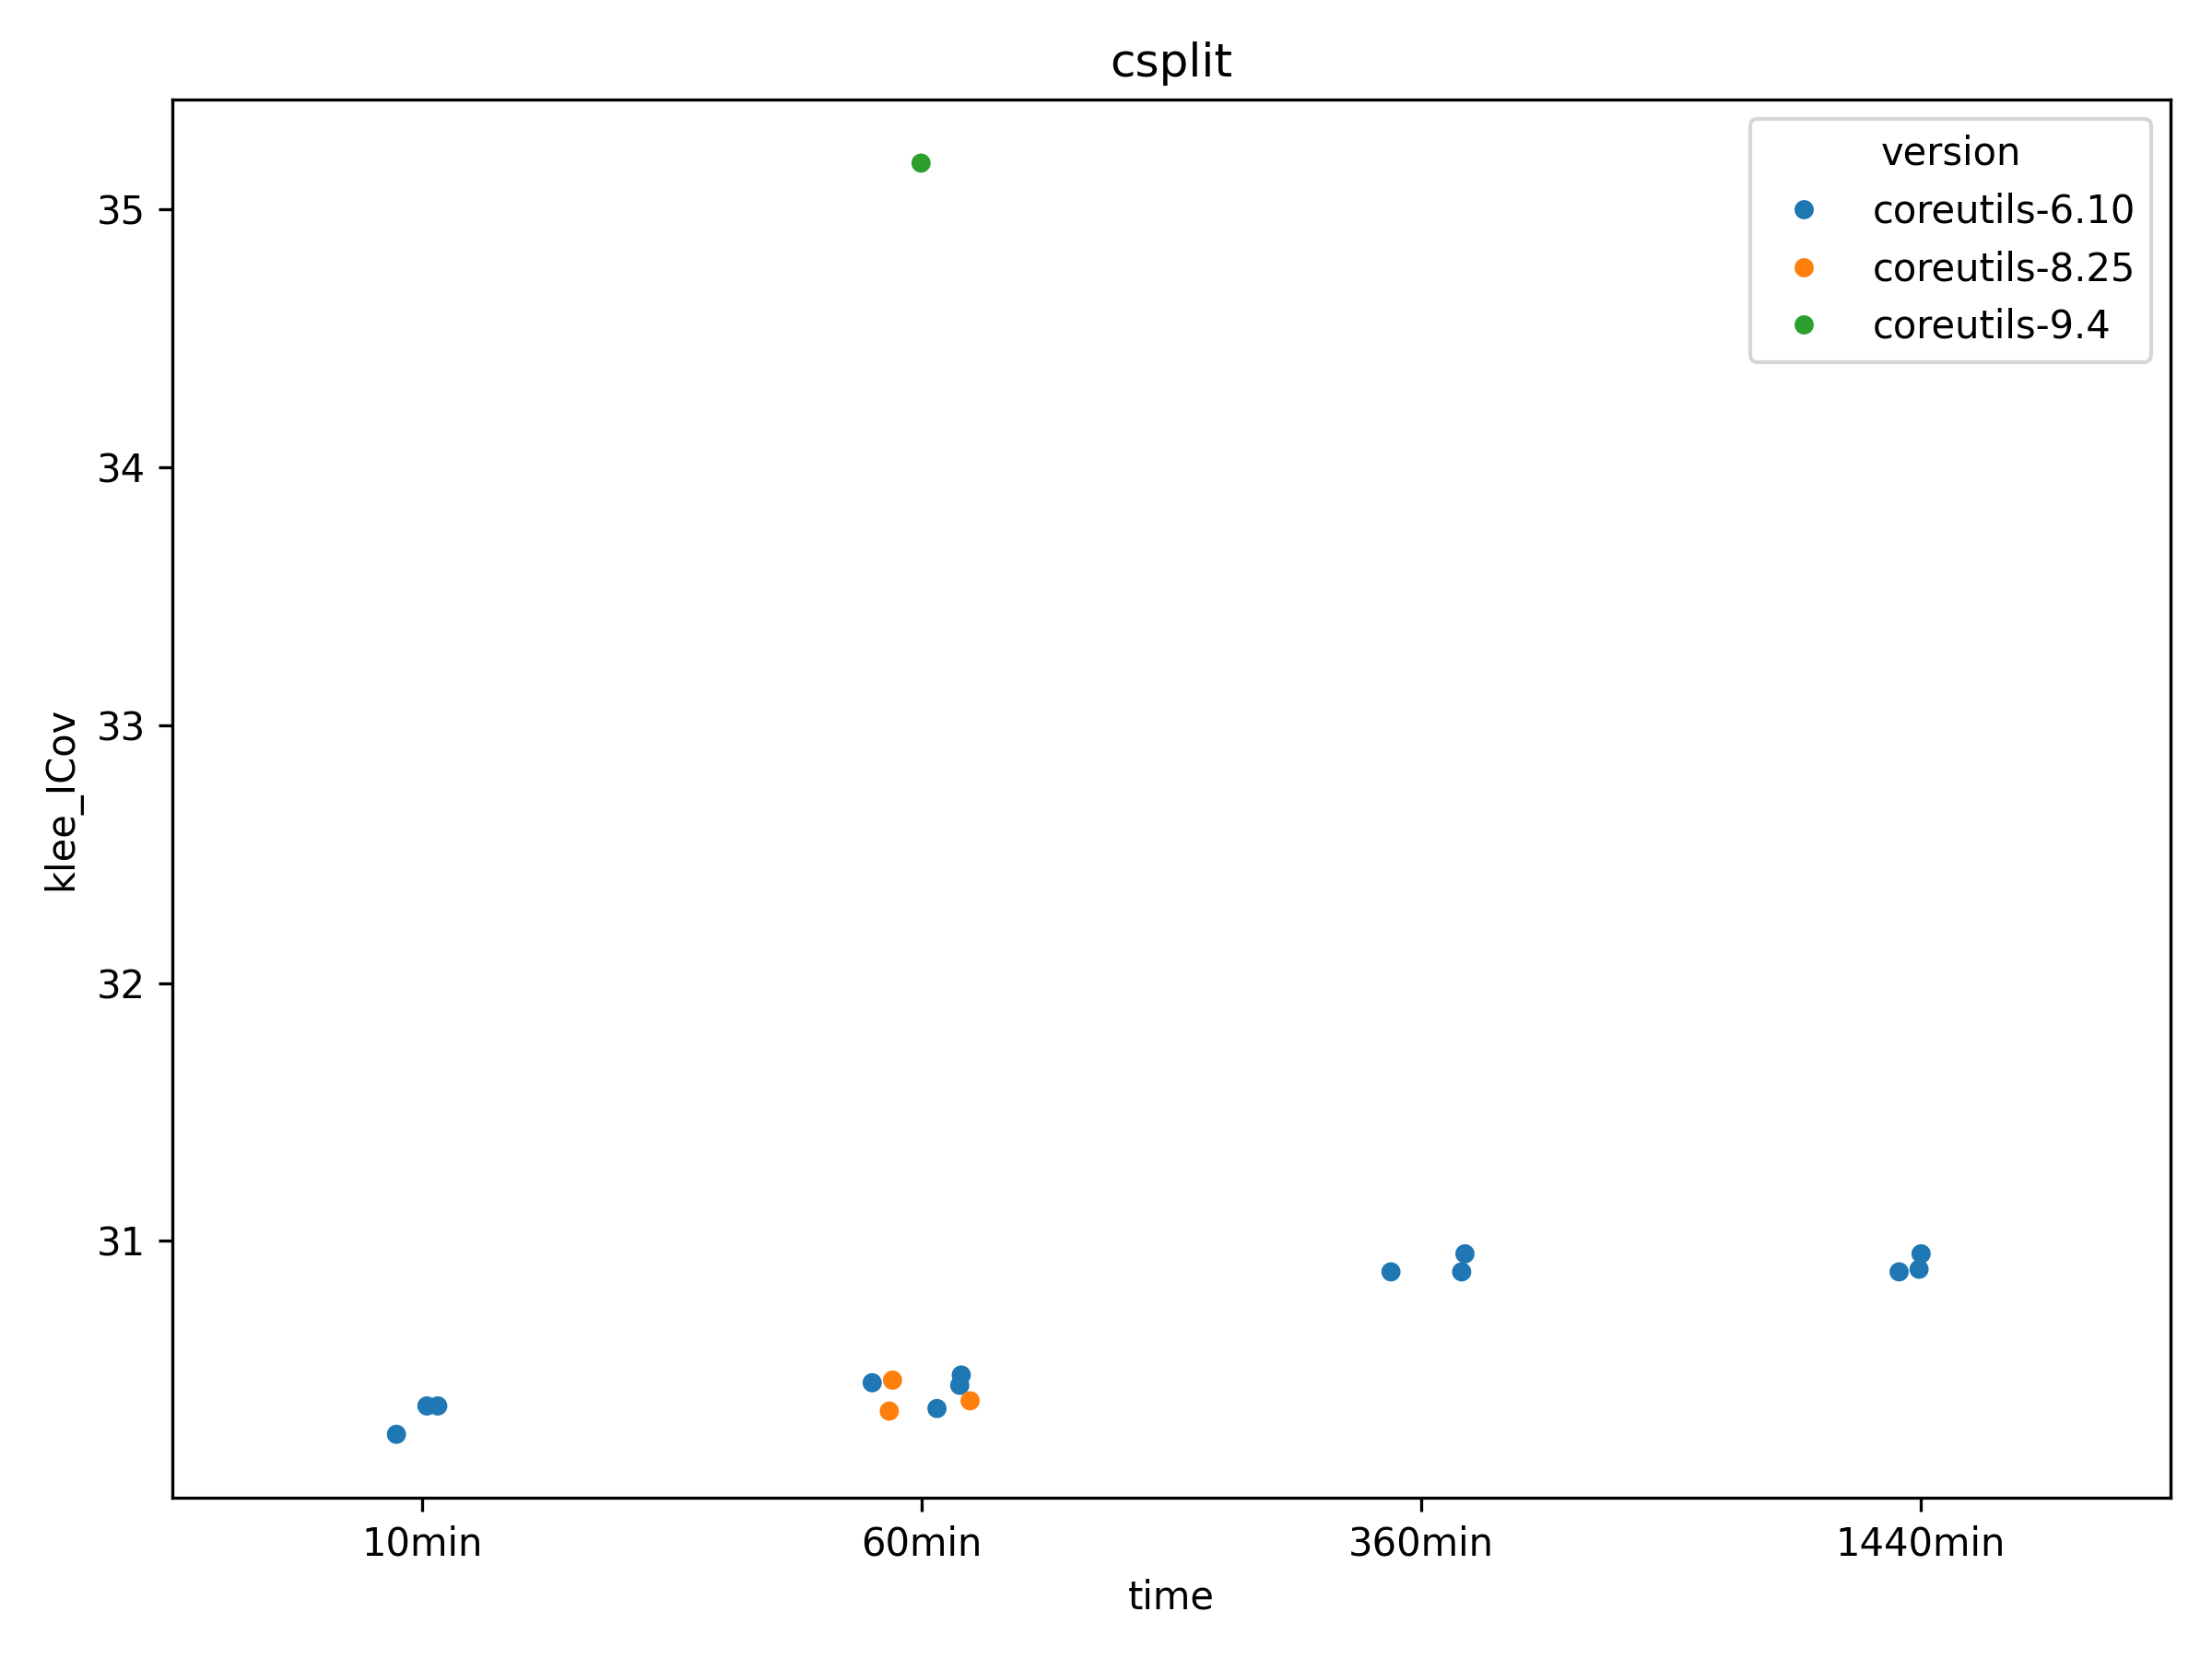 csplit
version
coreutils-6.10
coreutils-8.25
coreutils-9.4
klee_ICov
35
34
33
32
31
10min
60min
360min
1440min
time